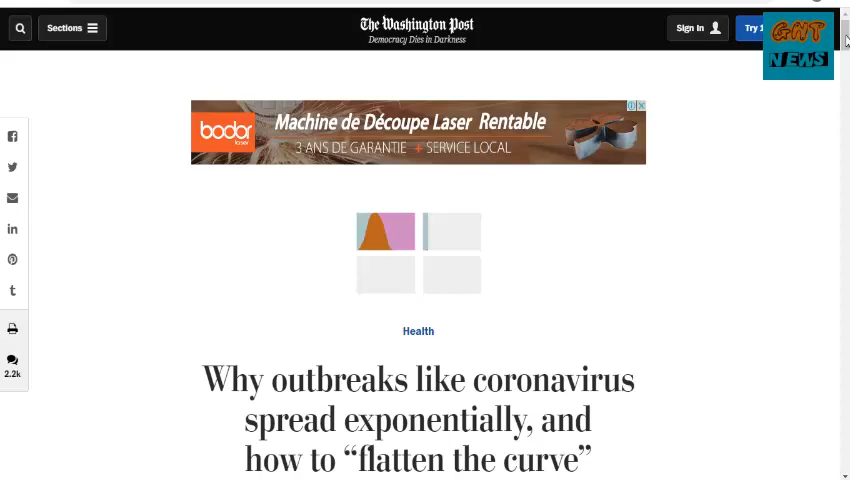 Sections
The Washington Post
Democracy Dies in Darkness
Sign In
Try 1
GNT
NEWS
bodor
laser
Machine de Découpe Laser Rentable
3 ANS DE GARANTIE + SERVICE LOCAL
2.2k
Health
Why outbreaks like coronavirus
spread exponentially, and
how to “flatten the curve”